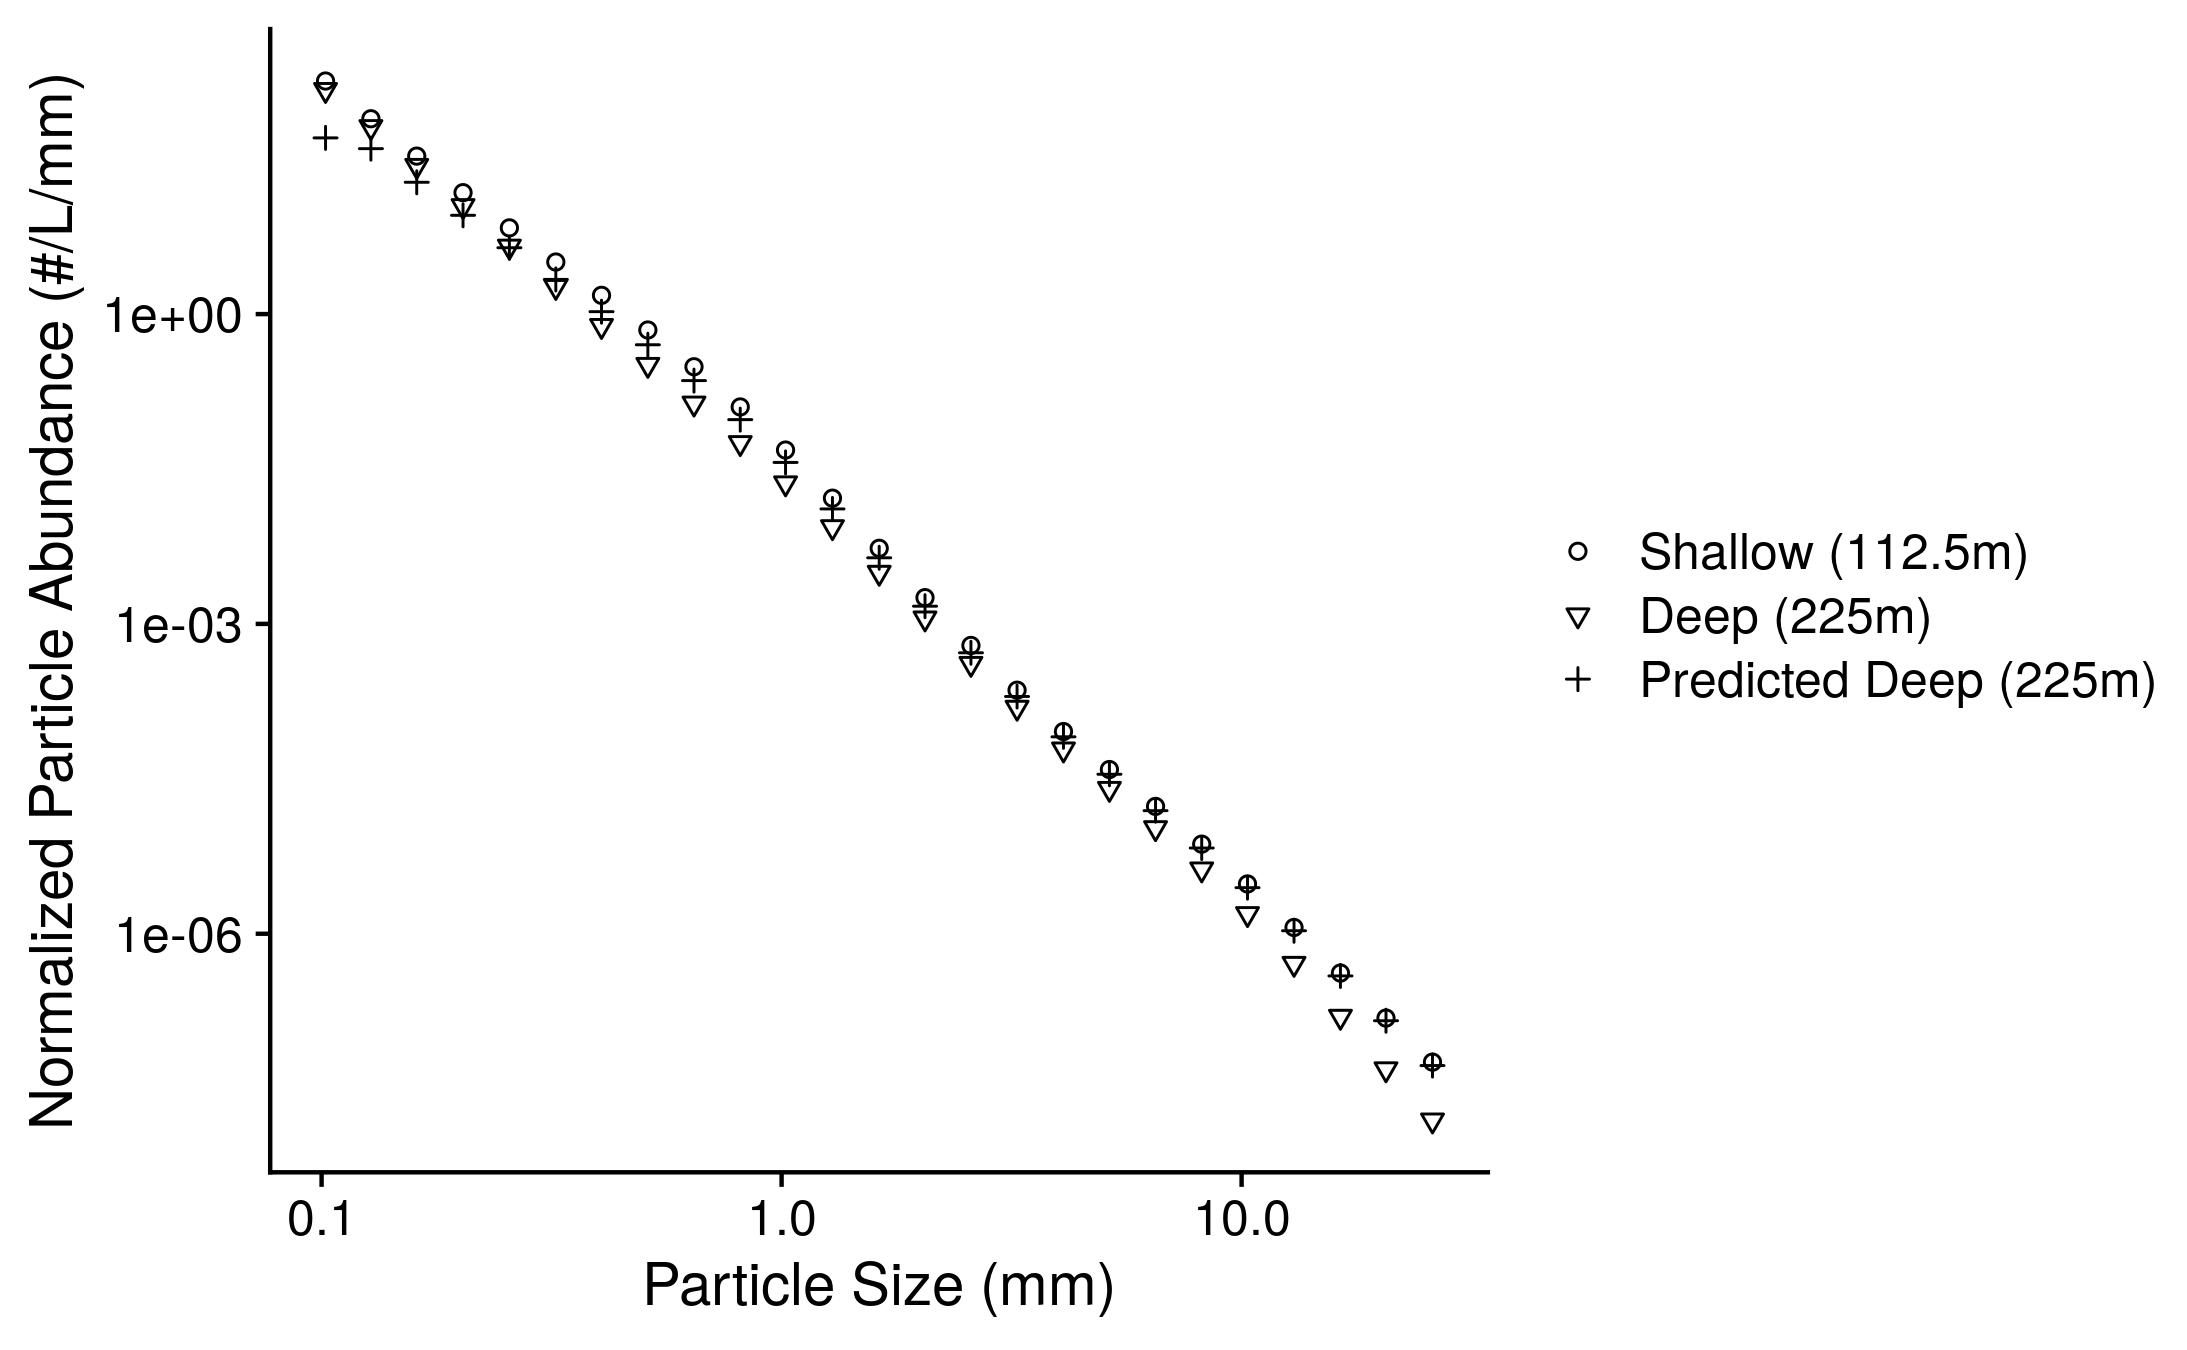 Normalized Particle Abundance (#/L/mm)
1e+00
1e-03
1e-06
0.1
1.0
10.0
Particle Size (mm)
Shallow (112.5m)
Deep (225m)
Predicted Deep (225m)